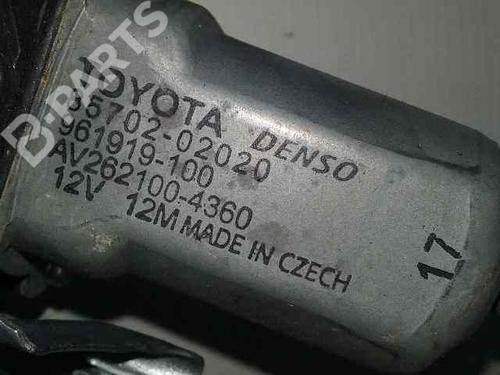 B-PARTS
TOYOTA DENSO
85702-02020
961919-100
AV262100-4360
12V 12M MADE IN CZECH
17